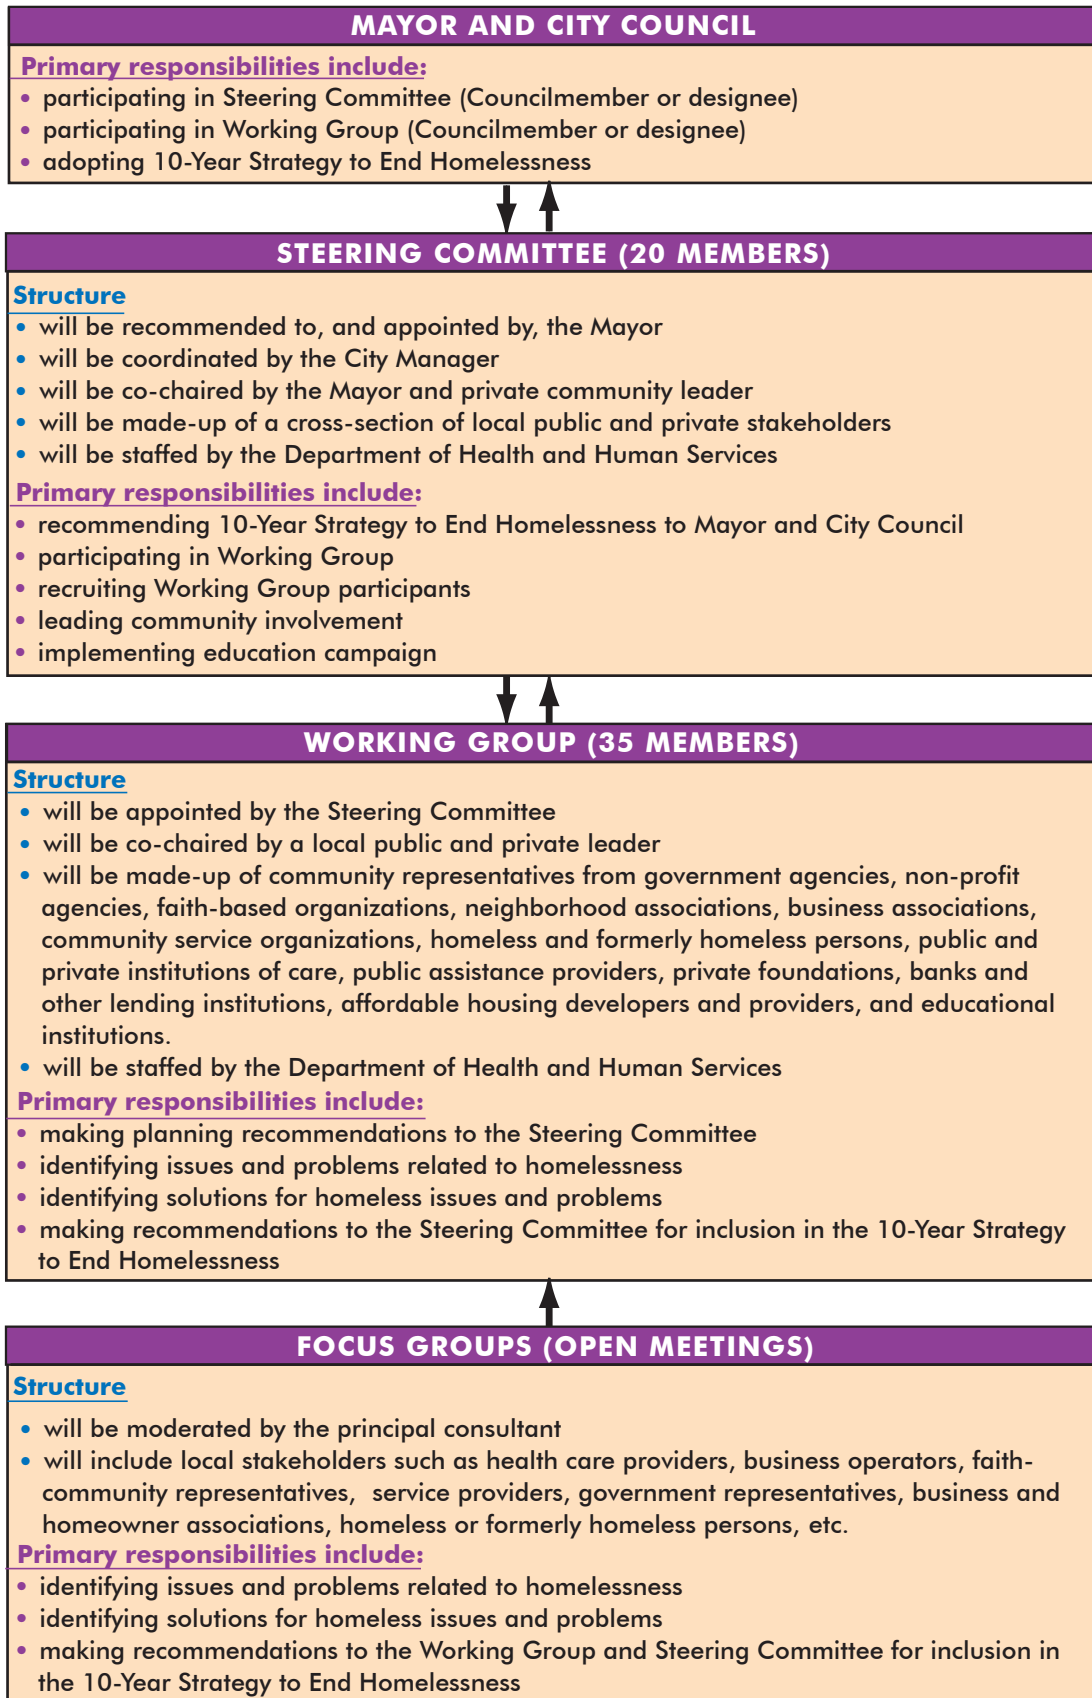 MAYOR AND CITY COUNCIL
Primary responsibilities include:
• participating in Steering Committee (Councilmember or designee)
• participating in Working Group (Councilmember or designee)
• adopting 10-Year Strategy to End Homelessness
STEERING COMMITTEE (20 MEMBERS)
Structure
• will be recommended to, and appointed by, the Mayor
• will be coordinated by the City Manager
• will be co-chaired by the Mayor and private community leader
• will be made-up of a cross-section of local public and private stakeholders
• will be staffed by the Department of Health and Human Services
Primary responsibilities include:
• recommending 10-Year Strategy to End Homelessness to Mayor and City Council
• participating in Working Group
• recruiting Working Group participants
• leading community involvement
• implementing education campaign
WORKING GROUP (35 MEMBERS)
Structure
• will be appointed by the Steering Committee
• will be co-chaired by a local public and private leader
• will be made-up of community representatives from government agencies, non-profit
agencies, faith-based organizations, neighborhood associations, business associations,
community service organizations, homeless and formerly homeless persons, public and
private institutions of care, public assistance providers, private foundations, banks and
other lending institutions, affordable housing developers and providers, and educational
institutions.
• will be staffed by the Department of Health and Human Services
Primary responsibilities include:
• making planning recommendations to the Steering Committee
• identifying issues and problems related to homelessness
• identifying solutions for homeless issues and problems
• making recommendations to the Steering Committee for inclusion in the 10-Year Strategy
to End Homelessness
FOCUS GROUPS (OPEN MEETINGS)
Structure
• will be moderated by the principal consultant
• will include local stakeholders such as health care providers, business operators, faith-
community representatives, service providers, government representatives, business and
homeowner associations, homeless or formerly homeless persons, etc.
Primary responsibilities include:
• identifying issues and problems related to homelessness
• identifying solutions for homeless issues and problems
• making recommendations to the Working Group and Steering Committee for inclusion in
the 10-Year Strategy to End Homelessness